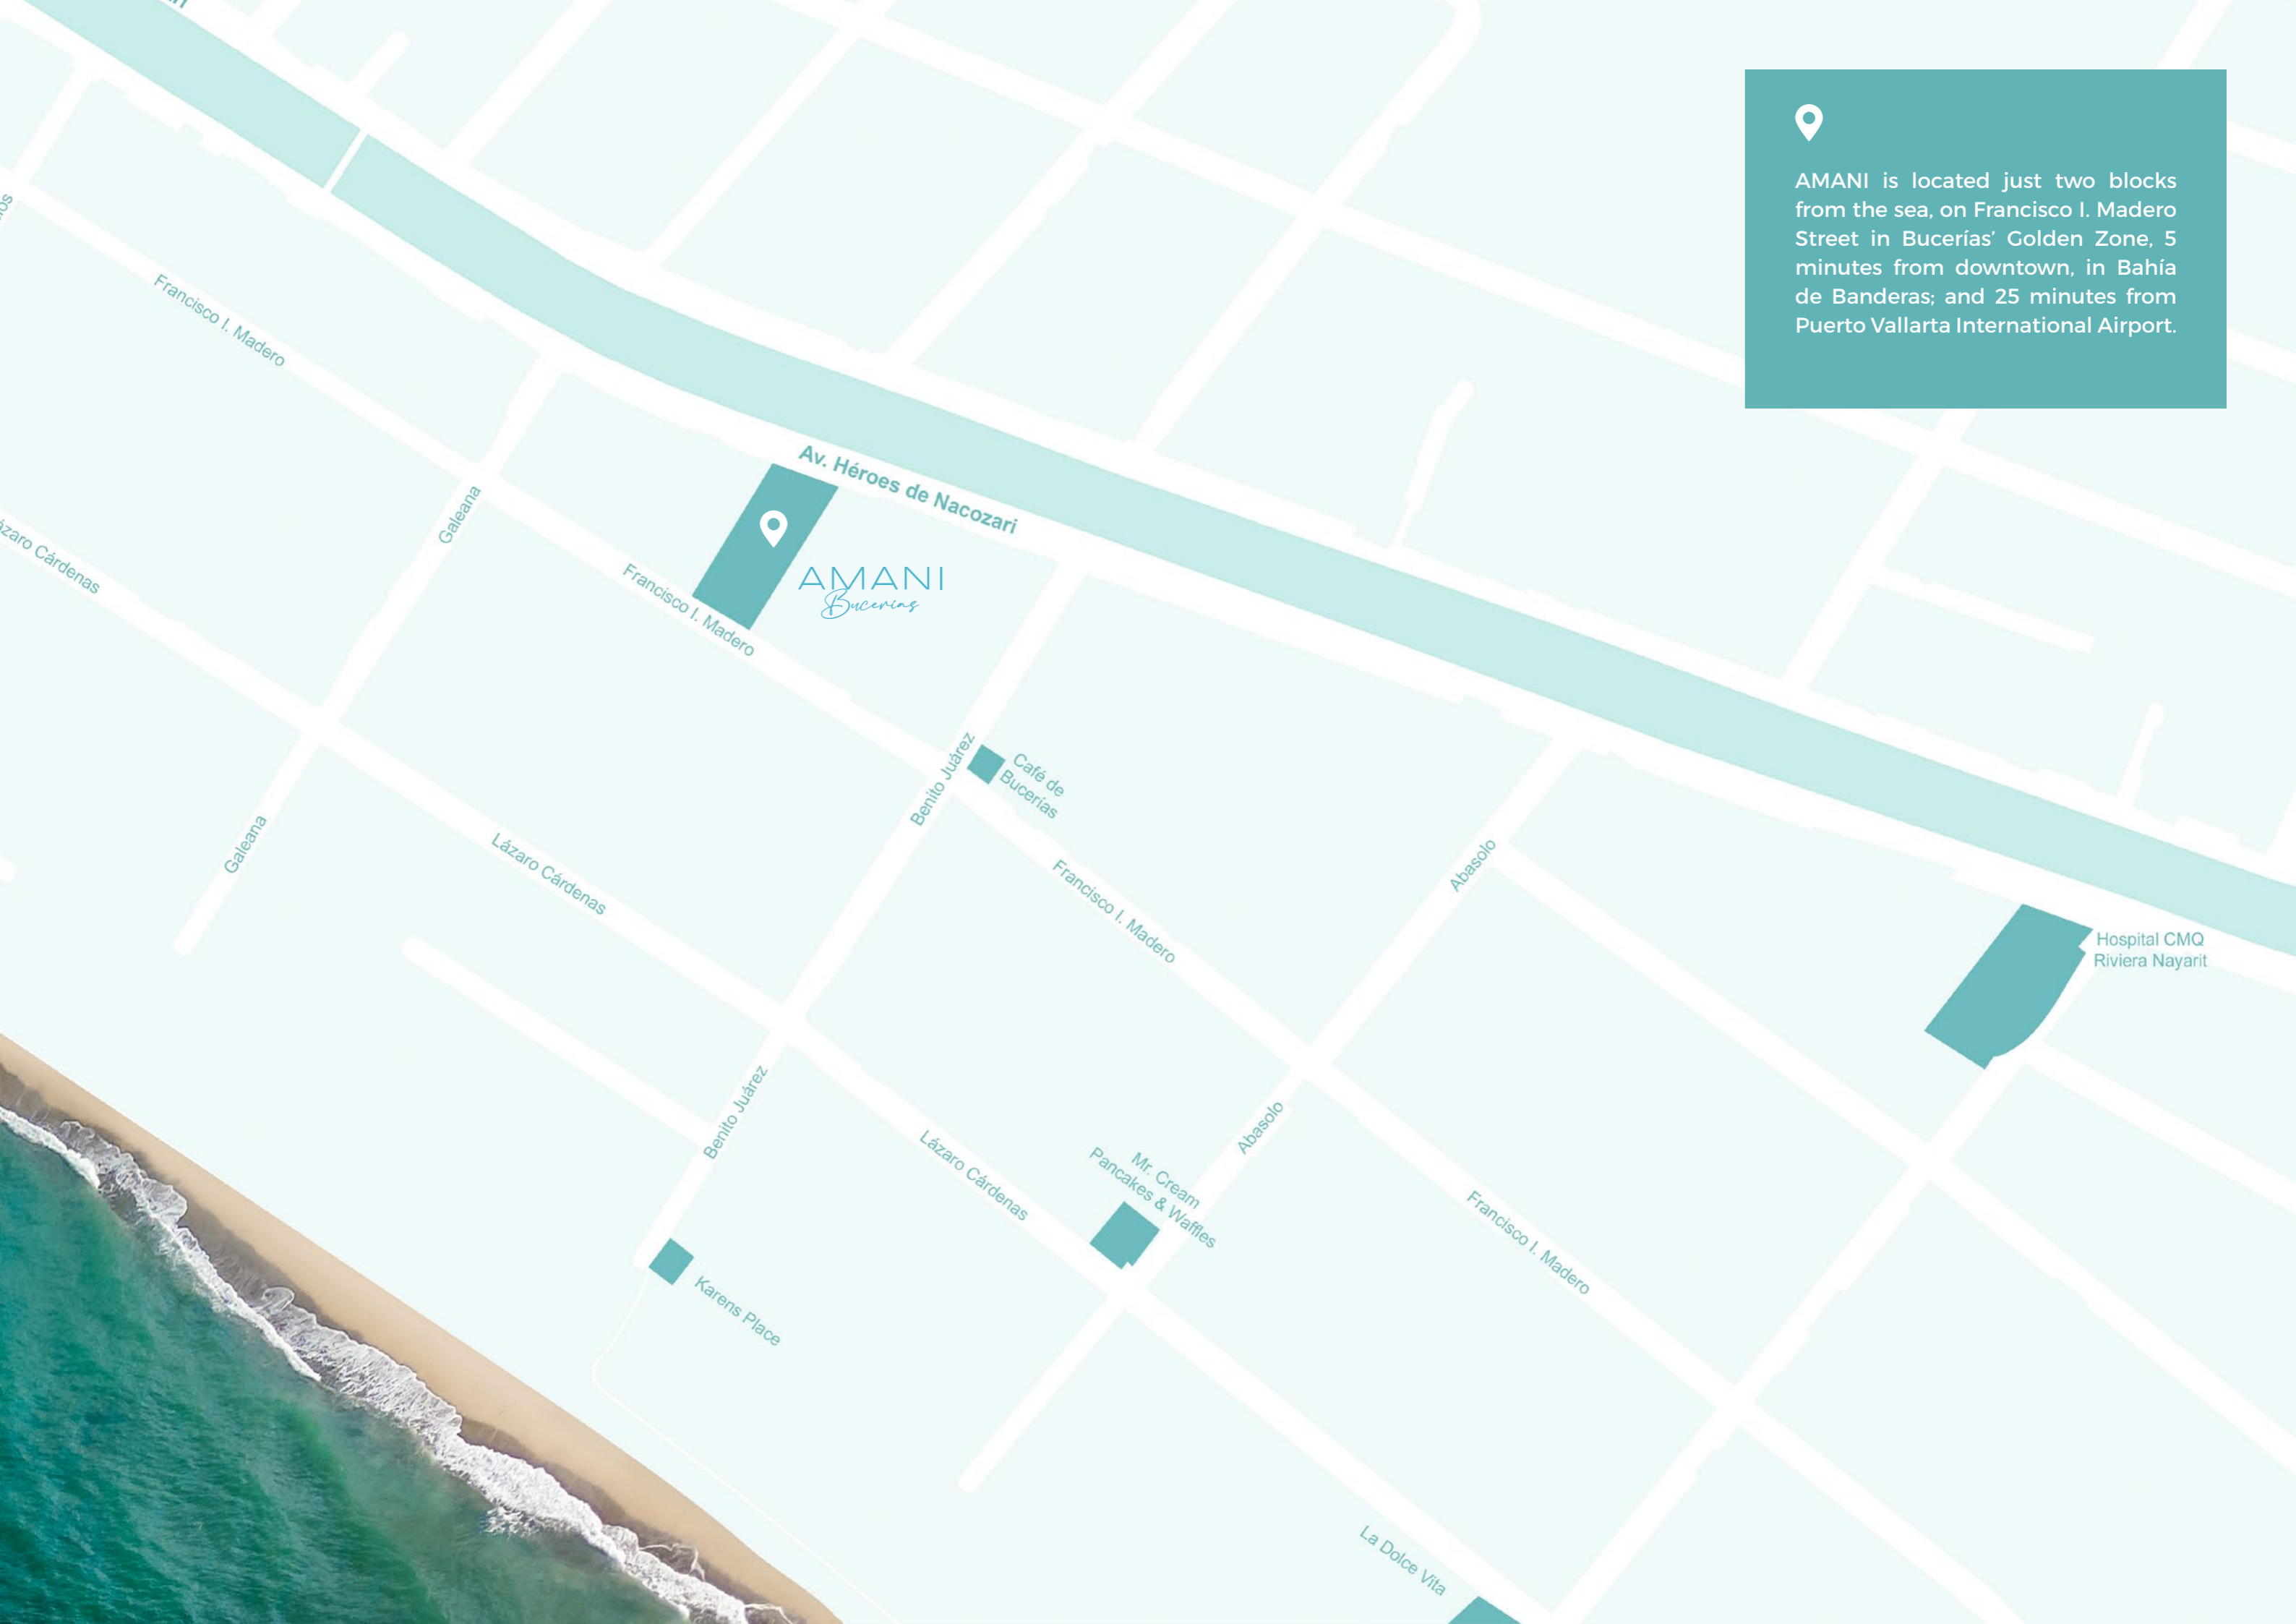 AMANI is located just two blocks
from the sea, on Francisco I. Madero
Street in Bucerías’ Golden Zone, 5
minutes from downtown, in Bahía
de Banderas; and 25 minutes from
Puerto Vallarta International Airport.
Francisco I. Madero
Galeana
Av. Héroes de Nacozari
AMANI
Bucerías
Francisco I. Madero
Cárdenas
Benito Juárez
Café de
Bucerías
Galeana
Lázaro Cárdenas
Francisco I. Madero
Abasolo
Hospital CMQ
Riviera Nayarit
Benito Juárez
Lázaro Cárdenas
Abasolo
Mr. Cream
Pancakes & Waffles
Francisco I. Madero
Karens Place
La Dolce Vita